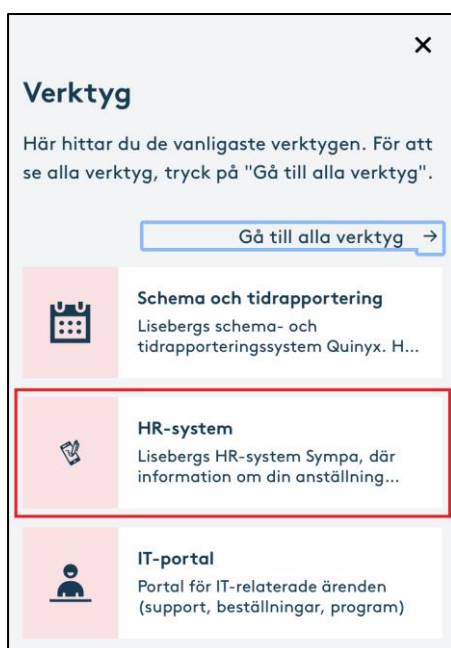 Verktyg
Här hittar du de vanligaste verktygen. För att
se alla verktyg, tryck på "Gå till alla verktyg".
Gå till alla verktyg →
Schema och tidrapportering
Lisebergs schema- och
tidrapporteringssystem Quinyx. H...
HR-system
Lisebergs HR-system Sympa, där
information om din anställning...
IT-portal
Portal för IT-relaterade ärenden
(support, beställningar, program)